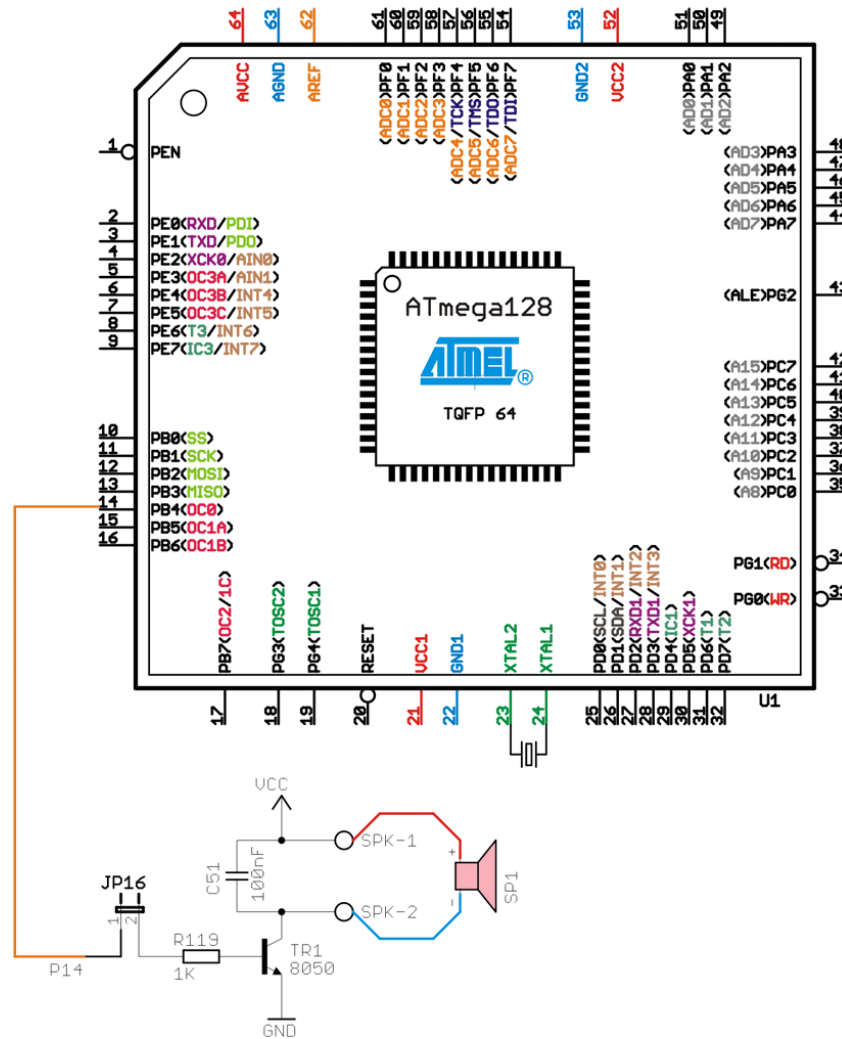 64 63 62 61 60 59 58 57 56 55 54 53 52 51 50 49
AVCC
AGND
AREF
(ADC0)PF0
(ADC1)PF1
(ADC2)PF2
(ADC3)PF3
(ADC4/TCK)PF4
(ADC5/TMS)PF5
(ADC6/TDO)PF6
(ADC7/TDI)PF7
GND2
VCC2
(AD0)PA0
(AD1)PA1
(AD2)PA2
1 PEN
2 PE0(RXD/PDI)
3 PE1(TXD/PDO)
4 PE2(XCK0/AIN0)
5 PE3(OC3A/AIN1)
6 PE4(OC3B/INT4)
7 PE5(OC3C/INT5)
8 PE6(T3/INT6)
9 PE7(IC3/INT7)
10 PB0(SS)
11 PB1(SCK)
12 PB2(MOSI)
13 PB3(MISO)
14 PB4(OC0)
15 PB5(OC1A)
16 PB6(OC1B)
ATmega128
ATMEL ®
TQFP 64
(AD3)PA3
(AD4)PA4
(AD5)PA5
(AD6)PA6
(AD7)PA7
(ALE)PG2
(A15)PC7
(A14)PC6
(A13)PC5
(A12)PC4
(A11)PC3
(A10)PC2
(A9)PC1
(A8)PC0 35
PG1(RD)
PG0(WR)
PB7(OC2/1C)
PG3(TOSC2)
PG4(TOSC1)
RESET
VCC1
GND1
XTAL2
XTAL1
PD0(SCL/INT0)
PD1(SDA/INT1)
PD2(RXD1/INT2)
PD3(TXD1/INT3)
PD4(IC1)
PD5(XCK1)
PD6(T1)
PD7(T2)
U1
17 18 19 20 21 22 23 24 25 26 27 28 29 30 31 32
VCC
SPK-1
C51
100nF
+
-
SP1
SPK-2
JP16
1 2
P14
R119
1K
TR1
8050
GND